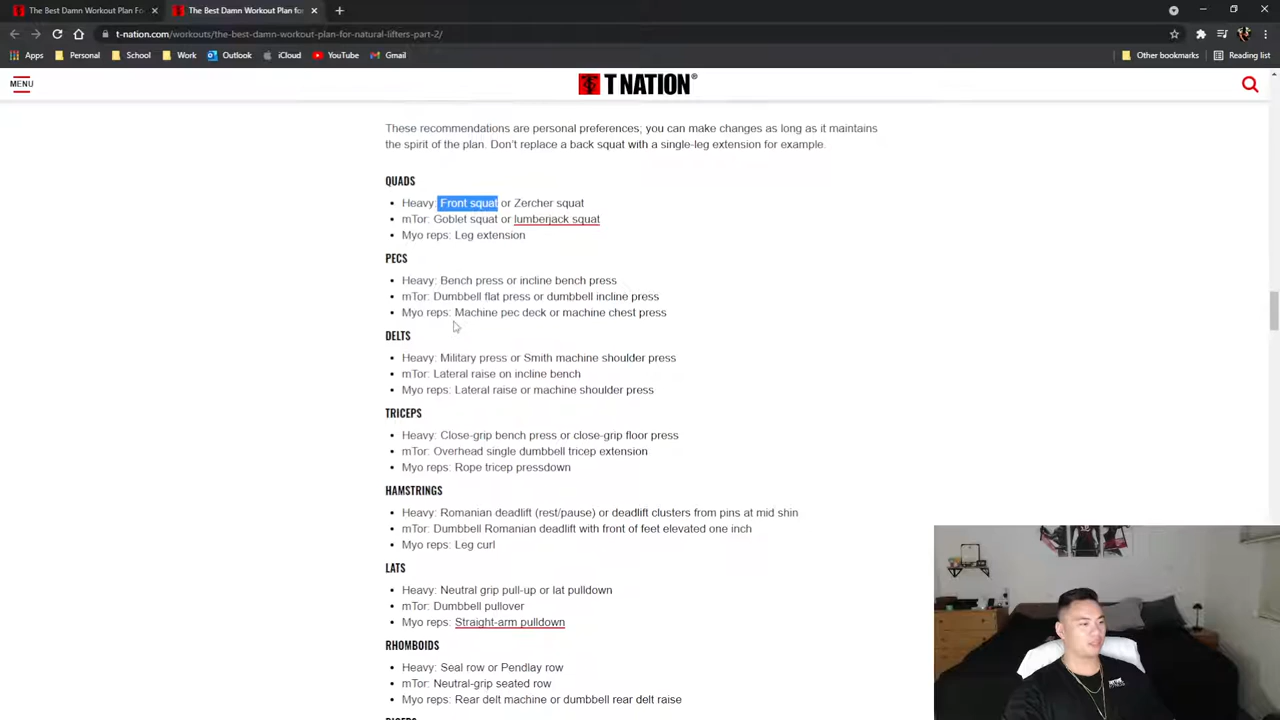 The Best Damn Workout Plan Fo
The Best Damn Workout Plan for
t-nation.com/workouts/the-best-damn-workout-plan-for-natural-lifters-part-2/
Apps
Personal
School
Work
Outlook
iCloud
YouTube
Gmail
Other bookmarks
Reading list
MENU
T NATION®
These recommendations are personal preferences; you can make changes as long as it maintains
the spirit of the plan. Don't replace a back squat with a single-leg extension for example.
QUADS
• Heavy: Front squat or Zercher squat
• mTor: Goblet squat or lumberjack squat
• Myo reps: Leg extension
PECS
• Heavy: Bench press or incline bench press
• mTor: Dumbbell flat press or dumbbell incline press
• Myo reps: Machine pec deck or machine chest press
DELTS
• Heavy: Military press or Smith machine shoulder press
• mTor: Lateral raise on incline bench
• Myo reps: Lateral raise or machine shoulder press
TRICEPS
• Heavy: Close-grip bench press or close-grip floor press
• mTor: Overhead single dumbbell tricep extension
• Myo reps: Rope tricep pressdown
HAMSTRINGS
• Heavy: Romanian deadlift (rest/pause) or deadlift clusters from pins at mid shin
• mTor: Dumbbell Romanian deadlift with front of feet elevated one inch
• Myo reps: Leg curl
LATS
• Heavy: Neutral grip pull-up or lat pulldown
• mTor: Dumbbell pullover
• Myo reps: Straight-arm pulldown
RHOMBOIDS
• Heavy: Seal row or Pendlay row
• mTor: Neutral-grip seated row
• Myo reps: Rear delt machine or dumbbell rear delt raise
BICEPS